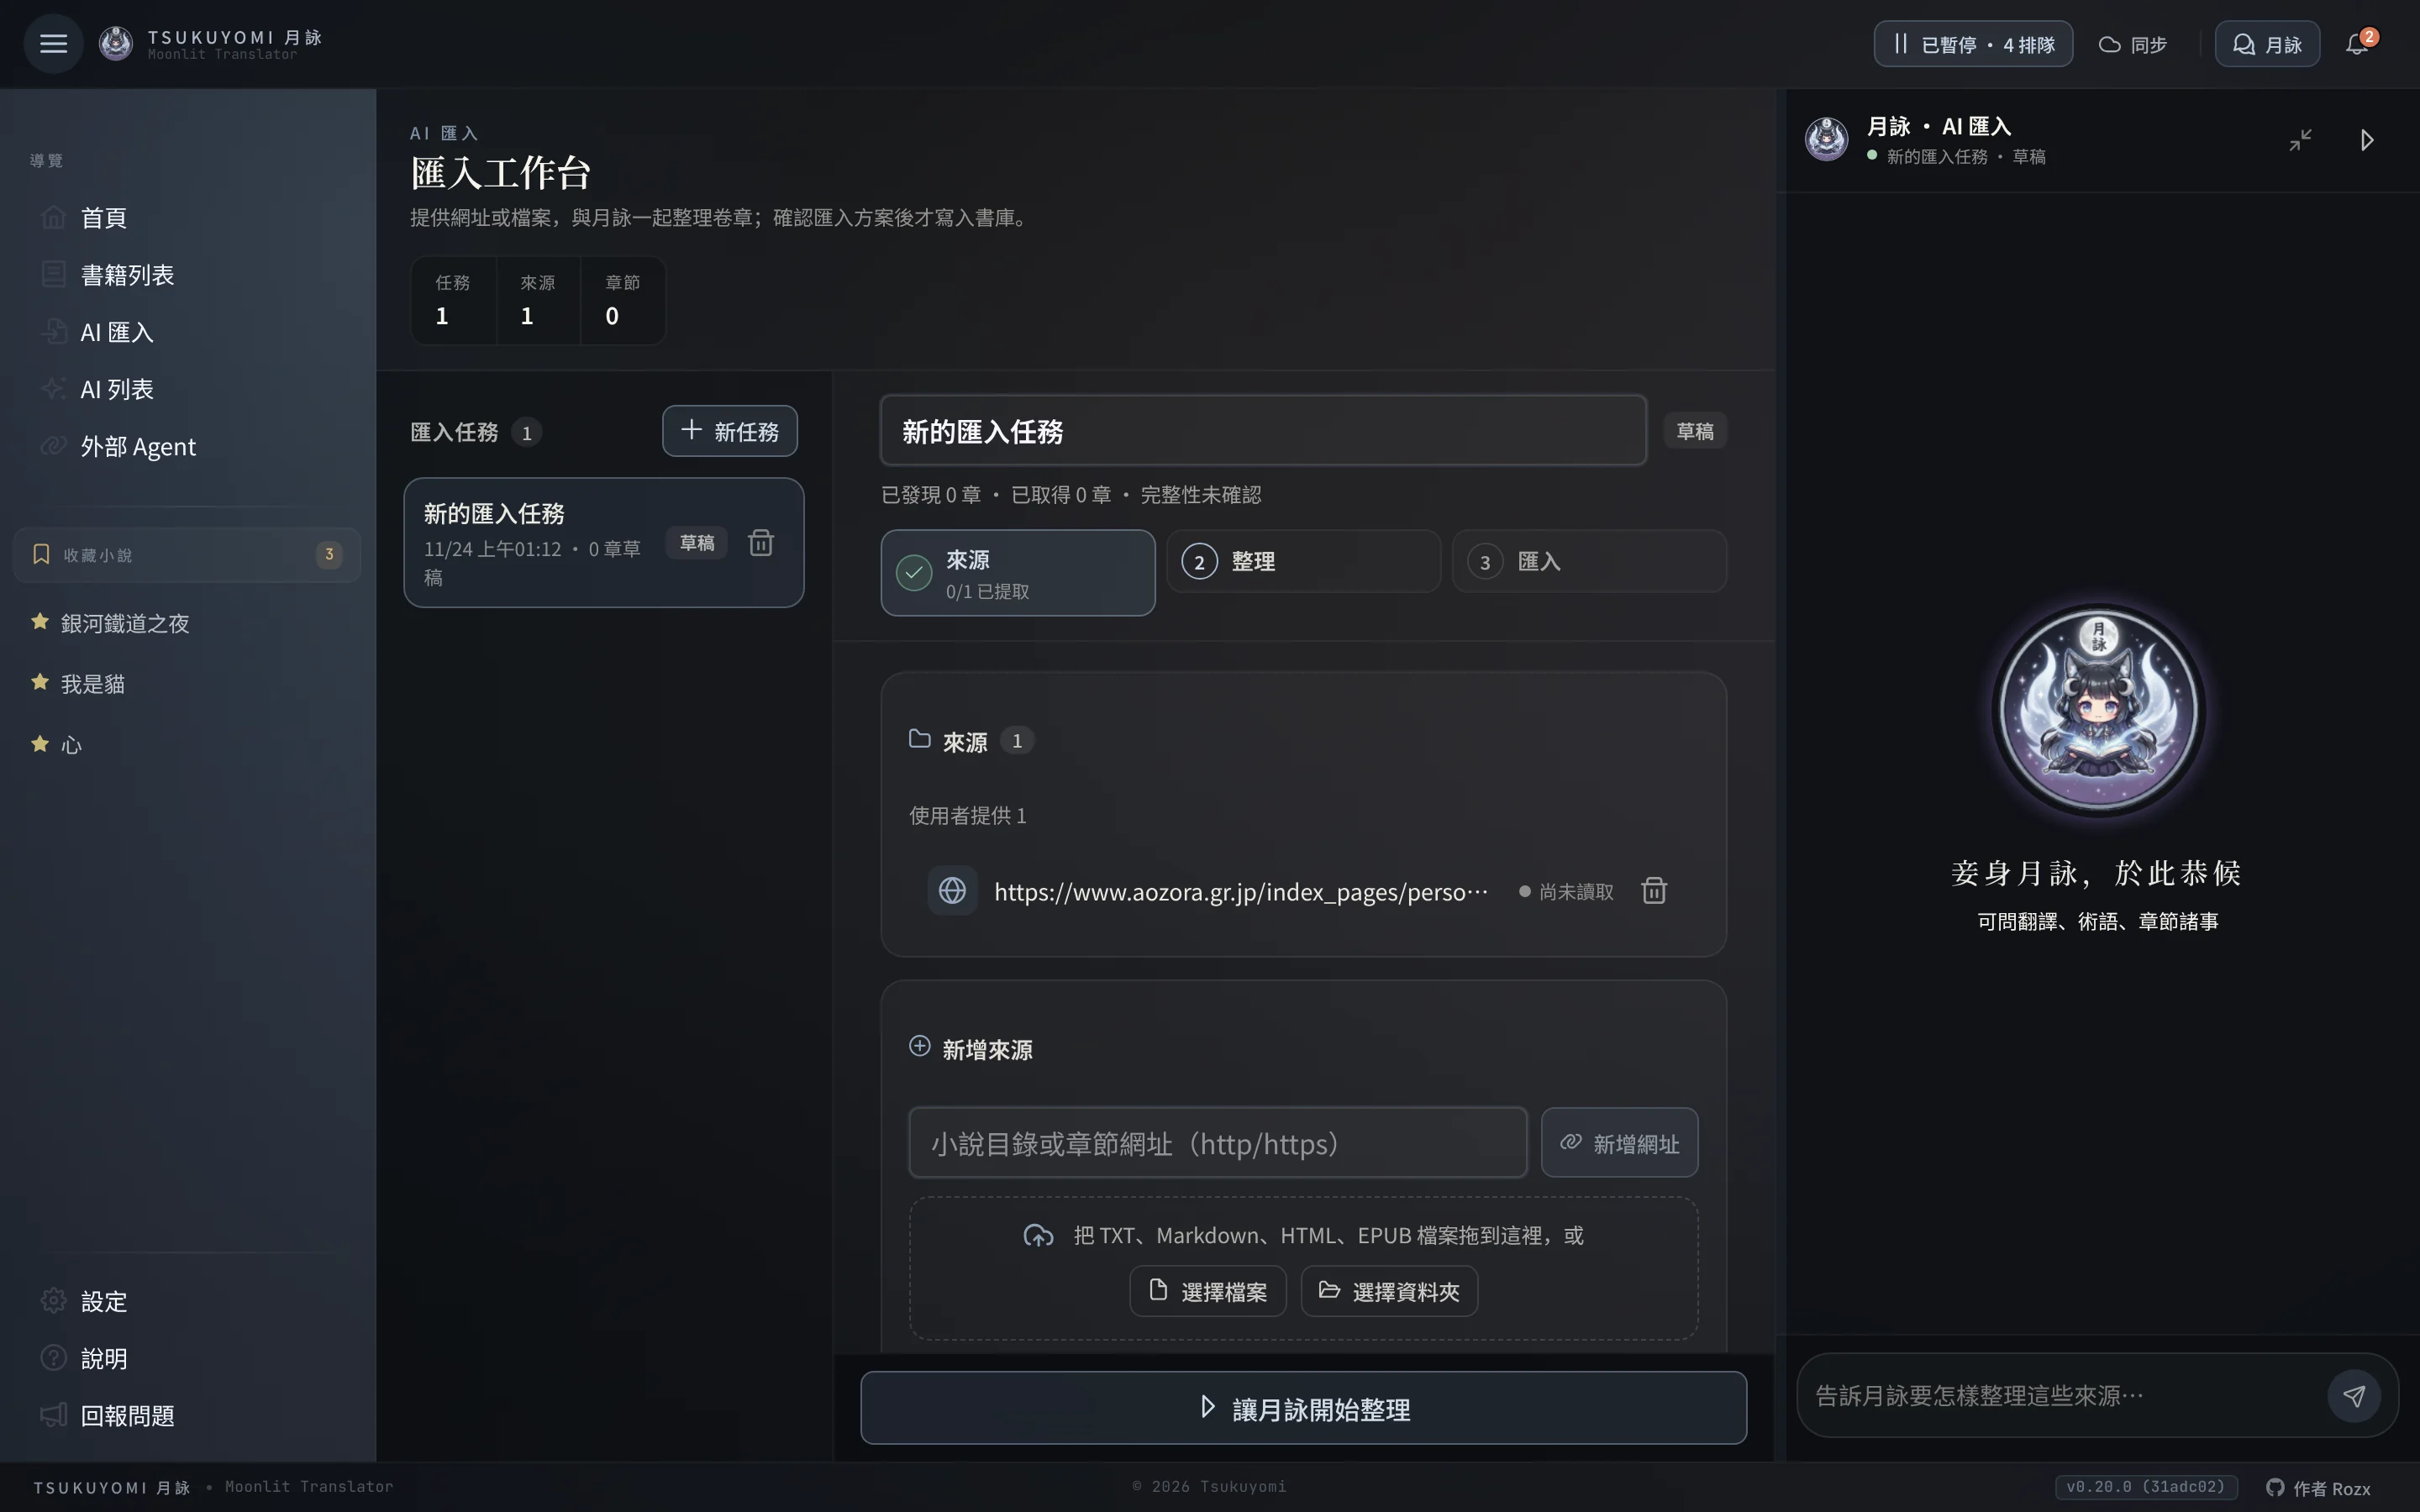 TSUKUYOMI 月詠
Moonlit Translator
已暫停 • 4 排隊
同步
月詠
2
導覽
首頁
書籍列表
AI 匯入
AI 列表
外部 Agent
收藏小說
3
銀河鐵道之夜
我是貓
心
設定
說明
回報問題
AI 匯入
匯入工作台
提供網址或檔案，與月詠一起整理卷章；確認匯入方案後才寫入書庫。
任務
1
來源
1
章節
0
匯入任務 1
新任務
新的匯入任務
11/24 上午01:12 • 0 章草
稿
草稿
新的匯入任務
草稿
已發現 0 章 • 已取得 0 章 • 完整性未確認
來源
0/1 已提取
2 整理
3 匯入
來源 1
使用者提供 1
https://www.aozora.gr.jp/index_pages/perso…
尚未讀取
新增來源
小說目錄或章節網址（http/https）
新增網址
把 TXT、Markdown、HTML、EPUB 檔案拖到這裡，或
選擇檔案
選擇資料夾
讓月詠開始整理
月詠 • AI 匯入
新的匯入任務 • 草稿
月詠
妾身月詠，於此恭候
可問翻譯、術語、章節諸事
告訴月詠要怎樣整理這些來源…
TSUKUYOMI 月詠 • Moonlit Translator
© 2026 Tsukuyomi
v0.20.0 (31adc02)
作者 Rozx